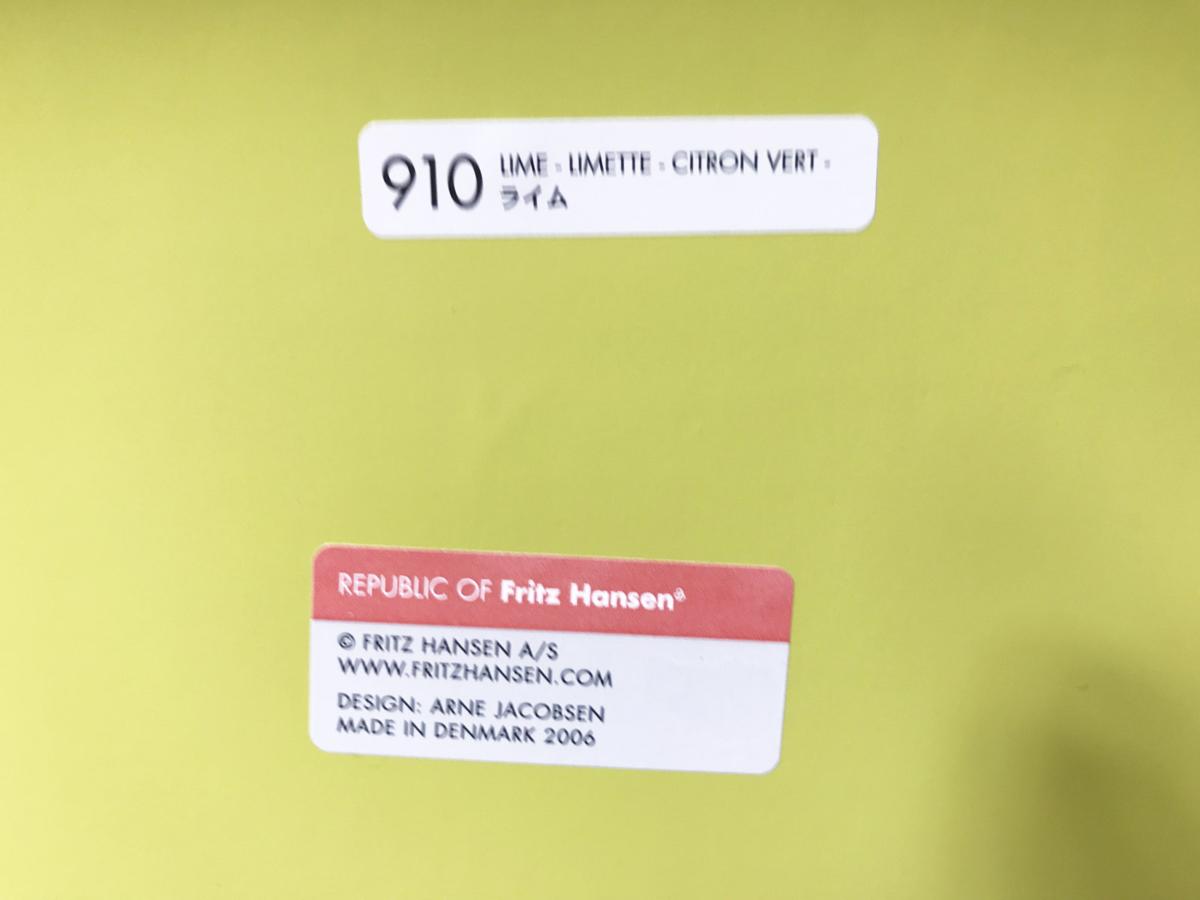 910 LIME ▫ LIMETTE ▫ CITRON VERT ▫
ライム
REPUBLIC OF Fritz Hansen®
© FRITZ HANSEN A/S
WWW.FRITZHANSEN.COM
DESIGN: ARNE JACOBSEN
MADE IN DENMARK 2006